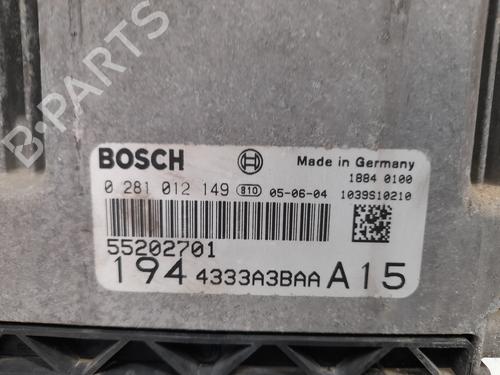 B-PARTS
BOSCH
Made in Germany
1884 0100
0 281 012 149 810 05-06-04 1039S10210
55202701
194 4333A3BAA A15